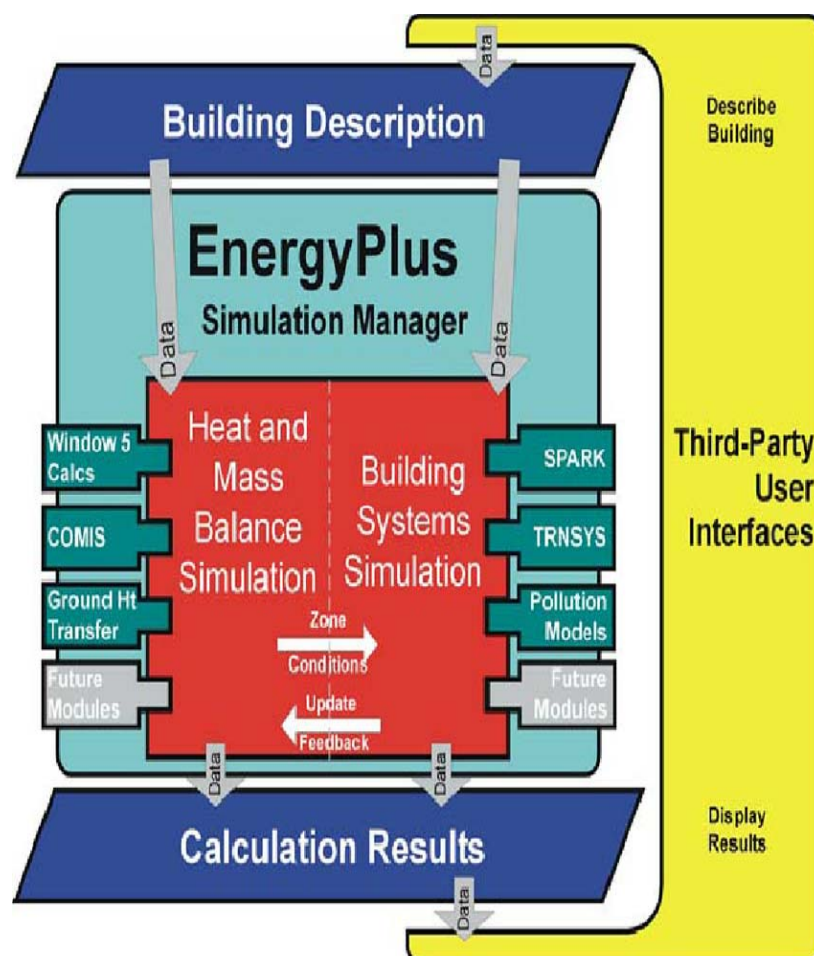 Data
Building Description
Describe
Building
EnergyPlus
Simulation Manager
Data
Data
Heat and
Mass
Balance
Simulation
Building
Systems
Simulation
Window 5
Calcs
COMIS
Ground Ht
Transfer
Future
Modules
SPARK
TRNSYS
Pollution
Models
Future
Modules
Zone
Conditions
Update
Feedback
Third-Party
User
Interfaces
Data
Data
Calculation Results
Display
Results
Data